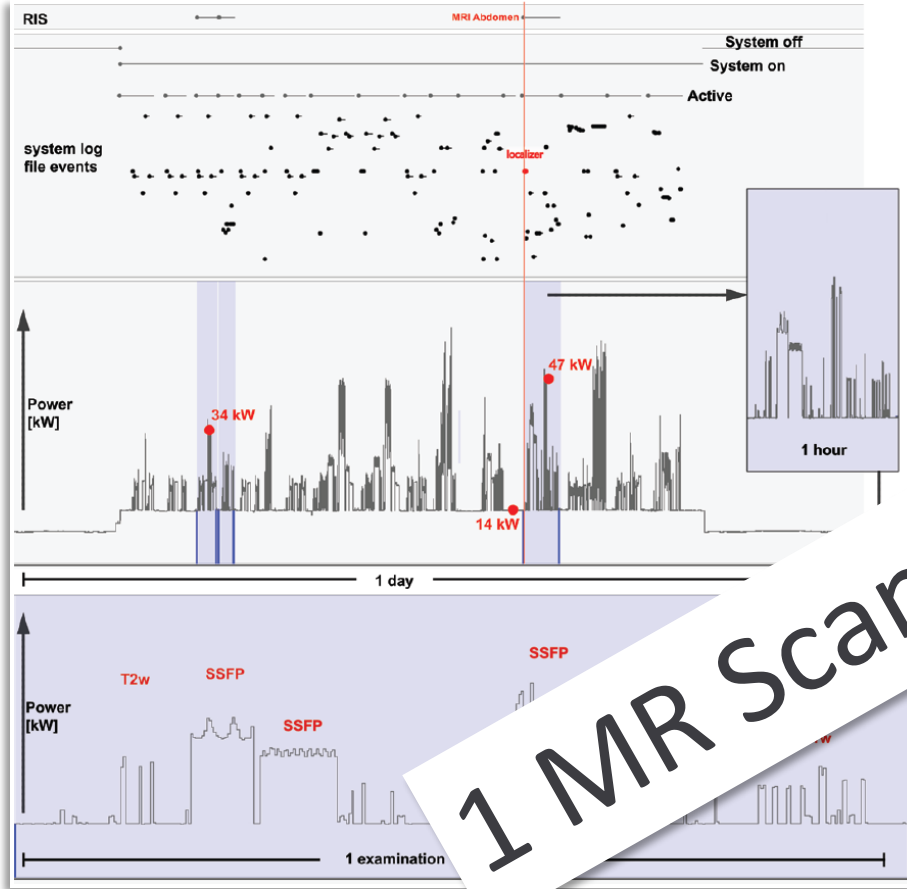 RIS
MRI Abdomen
System off
System on
Active
system log
file events
localizer
Power
[kW]
34 kW
47 kW
14 kW
1 hour
1 day
Power
[kW]
T2w
SSFP
SSFP
SSFP
1 examination
1 MR Scan